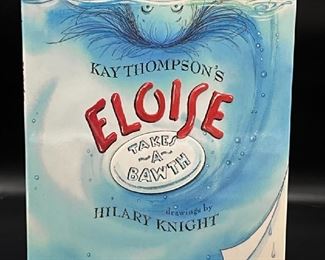 KAY THOMPSON'S
ELOISE
TAKES
-A-
BAWTH
drawings by
HILARY KNIGHT